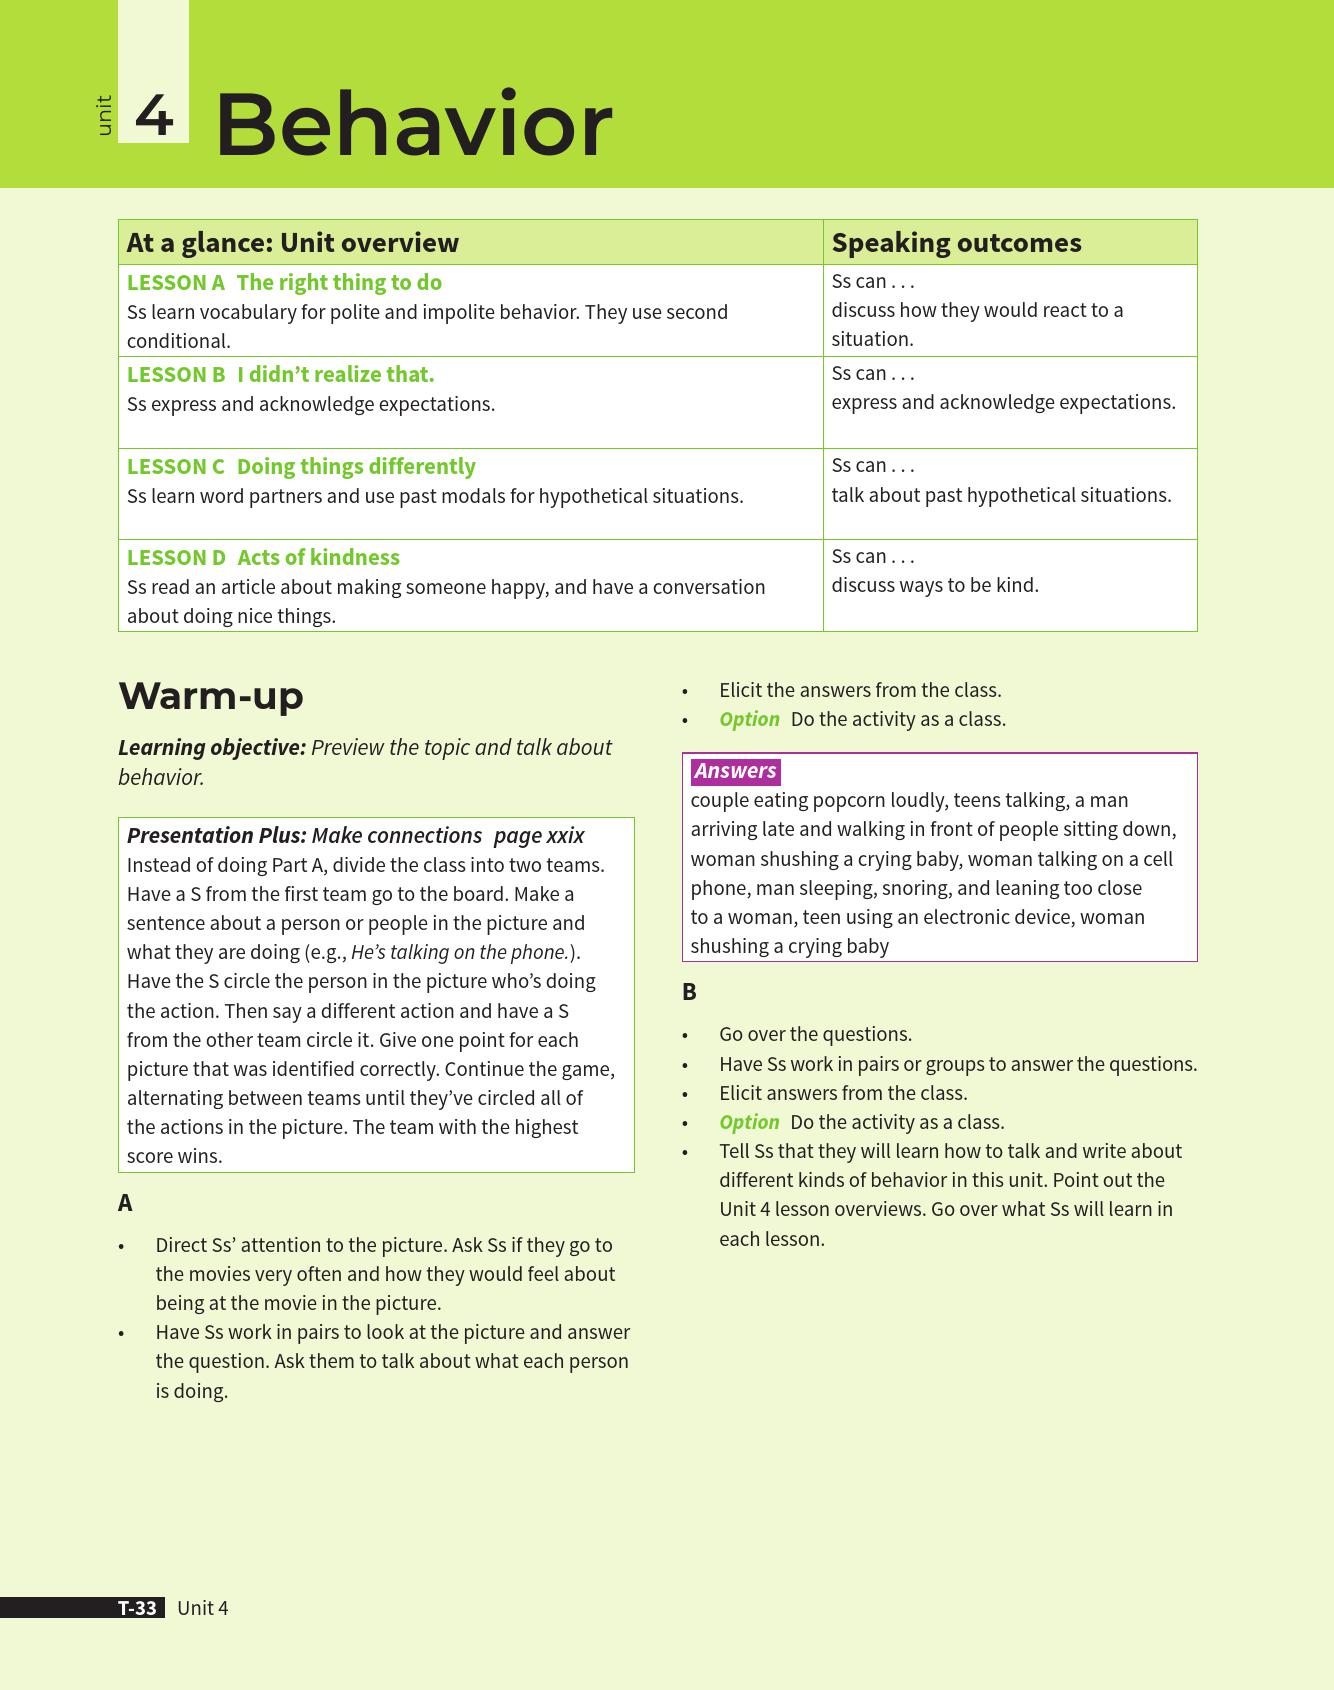 unit
4 Behavior
At a glance: Unit overview
Speaking outcomes
LESSON A The right thing to do
Ss learn vocabulary for polite and impolite behavior. They use second
conditional.
Ss can . . .
discuss how they would react to a
situation.
LESSON B I didn’t realize that.
Ss express and acknowledge expectations.
Ss can . . .
express and acknowledge expectations.
LESSON C Doing things differently
Ss learn word partners and use past modals for hypothetical situations.
Ss can . . .
talk about past hypothetical situations.
LESSON D Acts of kindness
Ss read an article about making someone happy, and have a conversation
about doing nice things.
Ss can . . .
discuss ways to be kind.
Warm-up
Learning objective: Preview the topic and talk about
behavior.
Presentation Plus: Make connections page xxix
Instead of doing Part A, divide the class into two teams.
Have a S from the first team go to the board. Make a
sentence about a person or people in the picture and
what they are doing (e.g., He’s talking on the phone.).
Have the S circle the person in the picture who’s doing
the action. Then say a different action and have a S
from the other team circle it. Give one point for each
picture that was identified correctly. Continue the game,
alternating between teams until they’ve circled all of
the actions in the picture. The team with the highest
score wins.
A
• Direct Ss’ attention to the picture. Ask Ss if they go to
the movies very often and how they would feel about
being at the movie in the picture.
• Have Ss work in pairs to look at the picture and answer
the question. Ask them to talk about what each person
is doing.
• Elicit the answers from the class.
• Option Do the activity as a class.
Answers
couple eating popcorn loudly, teens talking, a man
arriving late and walking in front of people sitting down,
woman shushing a crying baby, woman talking on a cell
phone, man sleeping, snoring, and leaning too close
to a woman, teen using an electronic device, woman
shushing a crying baby
B
• Go over the questions.
• Have Ss work in pairs or groups to answer the questions.
• Elicit answers from the class.
• Option Do the activity as a class.
• Tell Ss that they will learn how to talk and write about
different kinds of behavior in this unit. Point out the
Unit 4 lesson overviews. Go over what Ss will learn in
each lesson.
T-33 Unit 4